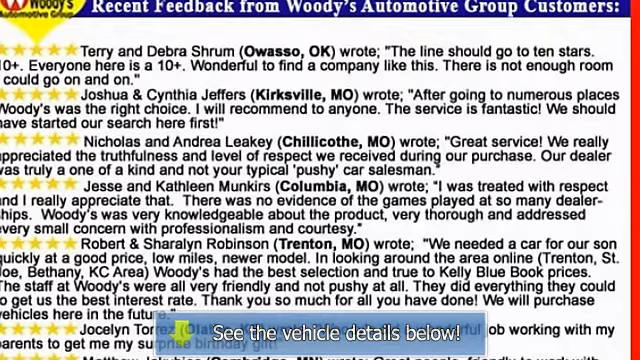 Woody's Automotive Group
Recent Feedback from Woody's Automotive Group Customers:
Terry and Debra Shrum (Owasso, OK) wrote; "The line should go to ten stars.
10+. Everyone here is a 10+. Wonderful to find a company like this. There is not enough room
could go on and on."
Joshua & Cynthia Jeffers (Kirksville, MO) wrote; "After going to numerous places
Woody's was the right choice. I will recommend to anyone. The service is fantastic! We should
have started our search here first!"
Nicholas and Andrea Leakey (Chillicothe, MO) wrote; "Great service! We really
appreciated the truthfulness and level of respect we received during our purchase. Our dealer
was truly a one of a kind and not your typical 'pushy' car salesman."
Jesse and Kathleen Munkirs (Columbia, MO) wrote; "I was treated with respect
and I really appreciate that. There was no evidence of the games played at so many dealer-
ships. Woody's was very knowledgeable about the product, very thorough and addressed
every small concern with professionalism and courtesy."
Robert & Sharalyn Robinson (Trenton, MO) wrote; "We needed a car for our son
quickly at a good price, low miles, newer model. In looking around the area online (Trenton, St.
Joe, Bethany, KC Area) Woody's had the best selection and true to Kelly Blue Book prices.
The staff at Woody's were all very friendly and not pushy at all. They did everything they could
to get us the best interest rate. Thank you so much for all you have done! We will purchase
vehicles here in the future."
See the vehicle details below!
Jocelyn job working with my
parents to get me my surprise birthday gift!